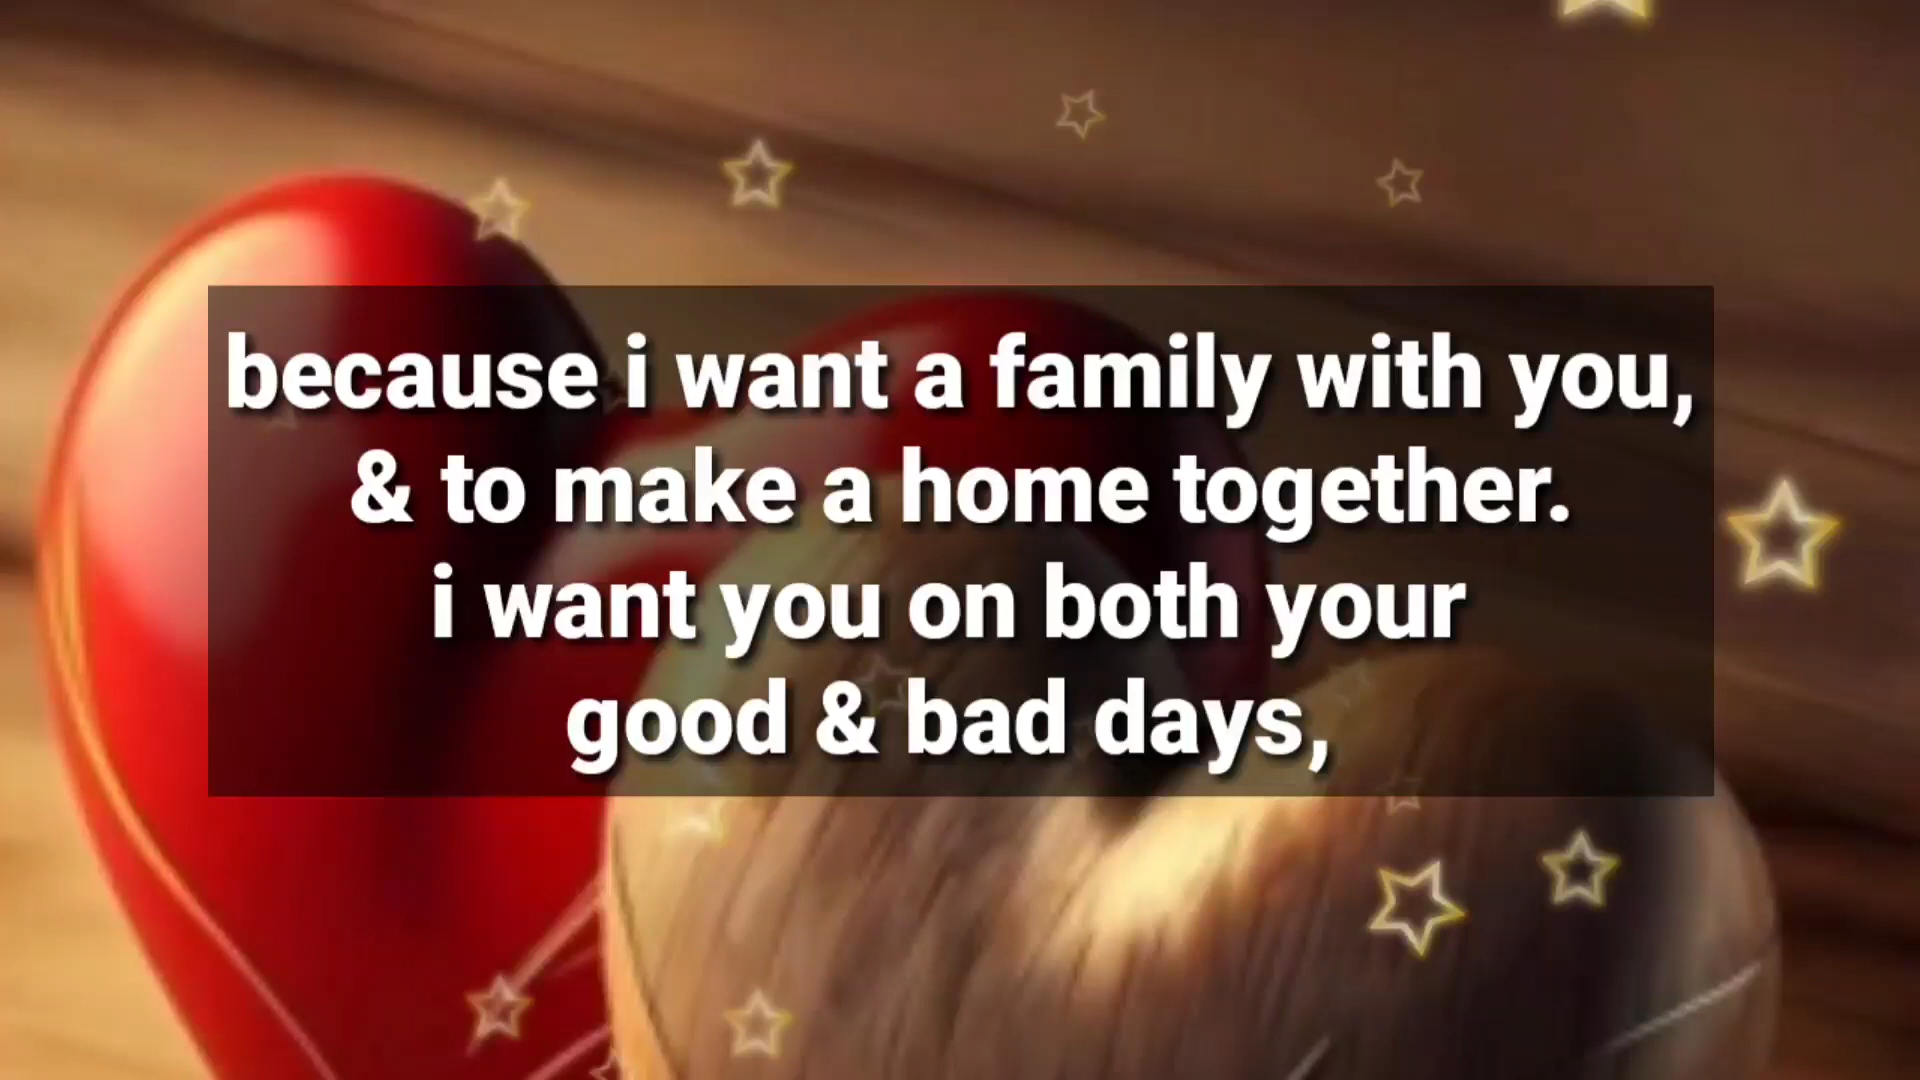 because i want a family with you,
& to make a home together.
i want you on both your
good & bad days,